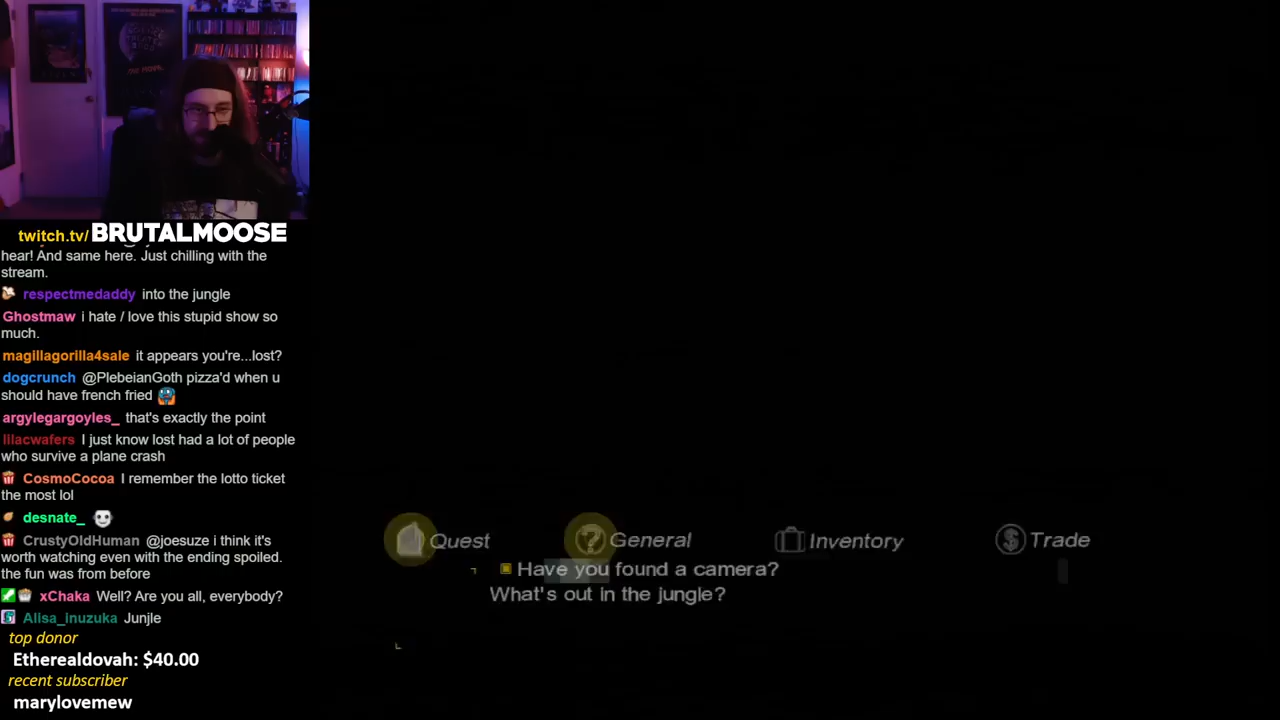 twitch.tv/BRUTALMOOSE
hear! And same here. Just chilling with the
stream.
respectmedaddy into the jungle
Ghostmaw i hate / love this stupid show so
much.
magillagorilla4sale it appears you're...lost?
dogcrunch @PlebeianGoth pizza'd when u
should have french fried
argylegargoyles_ that's exactly the point
lilacwafers I just know lost had a lot of people
who survive a plane crash
CosmoCocoa I remember the lotto ticket
the most lol
desnate_
CrustyOldHuman @joesuze i think it's
worth watching even with the ending spoiled.
the fun was from before
xChaka Well? Are you all, everybody?
Alisa_inuzuka Junjle
top donor
Etherealdovah: $40.00
recent subscriber
marylovemew
Quest General Inventory Trade
Have you found a camera?
What's out in the jungle?